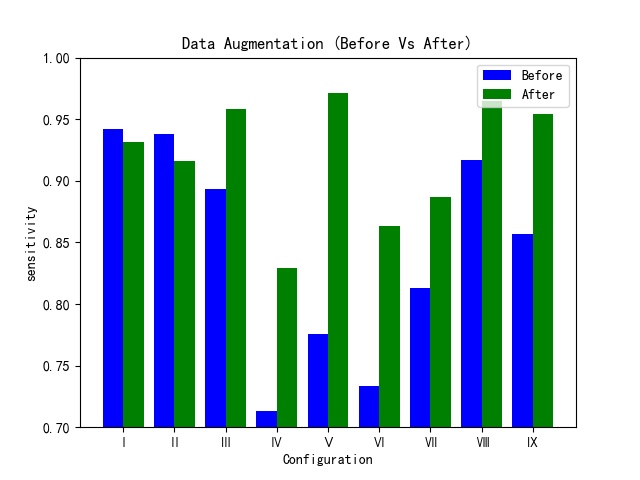 Data Augmentation (Before Vs After)
Before
After
1.00
0.95
0.90
0.85
0.80
0.75
0.70
sensitivity
I II III IV V VI VII VIII IX
Configuration